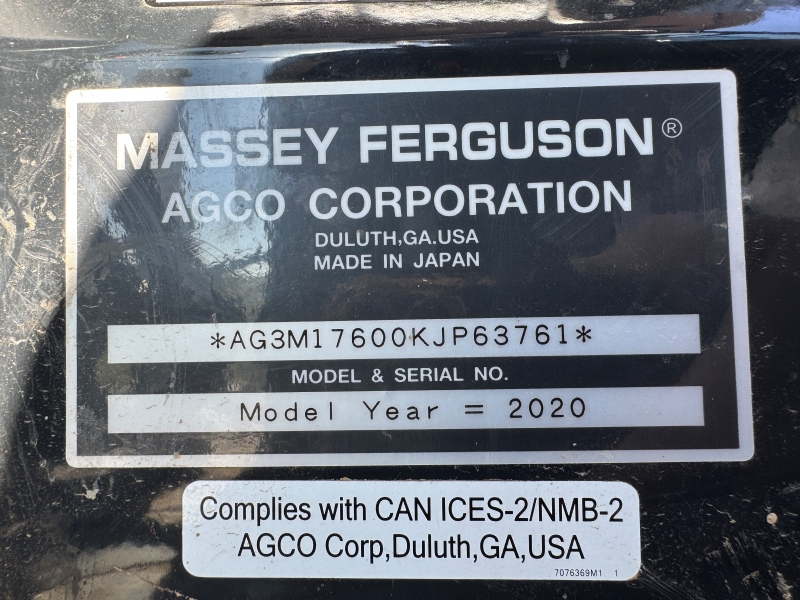 MASSEY FERGUSON®
AGCO CORPORATION
DULUTH,GA.USA
MADE IN JAPAN
*AG3M17600KJP63761*
MODEL & SERIAL NO.
Model Year = 2020
Complies with CAN ICES-2/NMB-2
AGCO Corp,Duluth,GA,USA
7076369M1 1